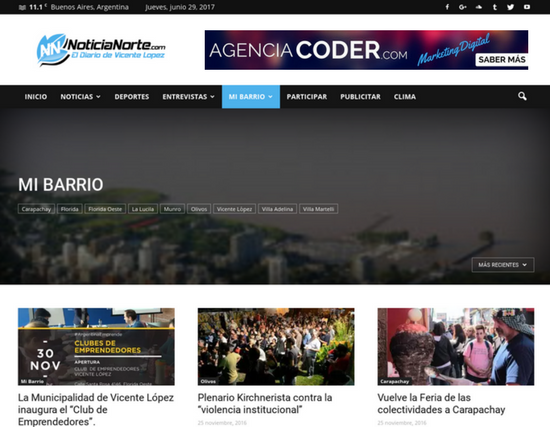 11.1 C Buenos Aires, Argentina Jueves, junio 29, 2017
NN NoticiaNorte.com
El Diario de Vicente Lopez
AGENCIACODER.COM
Marketing Digital
SABER MÁS
INICIO NOTICIAS DEPORTES ENTREVISTAS MI BARRIO PARTICIPAR PUBLICITAR CLIMA
MI BARRIO
Carapachay Florida Florida Oeste La Lucila Munro Olivos Vicente López Villa Adelina Villa Martelli
MÁS RECIENTES
- 30
NOV
CLUBES DE
EMPRENDEDORES
APERTURA
CLUB DE EMPRENDEDORES
VICENTE LÓPEZ
Mi Barrio
Olivos
Carapachay
La Municipalidad de Vicente López
inaugura el “Club de
Emprendedores”.
Plenario Kirchnerista contra la
“violencia institucional”
25 noviembre, 2016
Vuelve la Feria de las
colectividades a Carapachay
25 noviembre, 2016